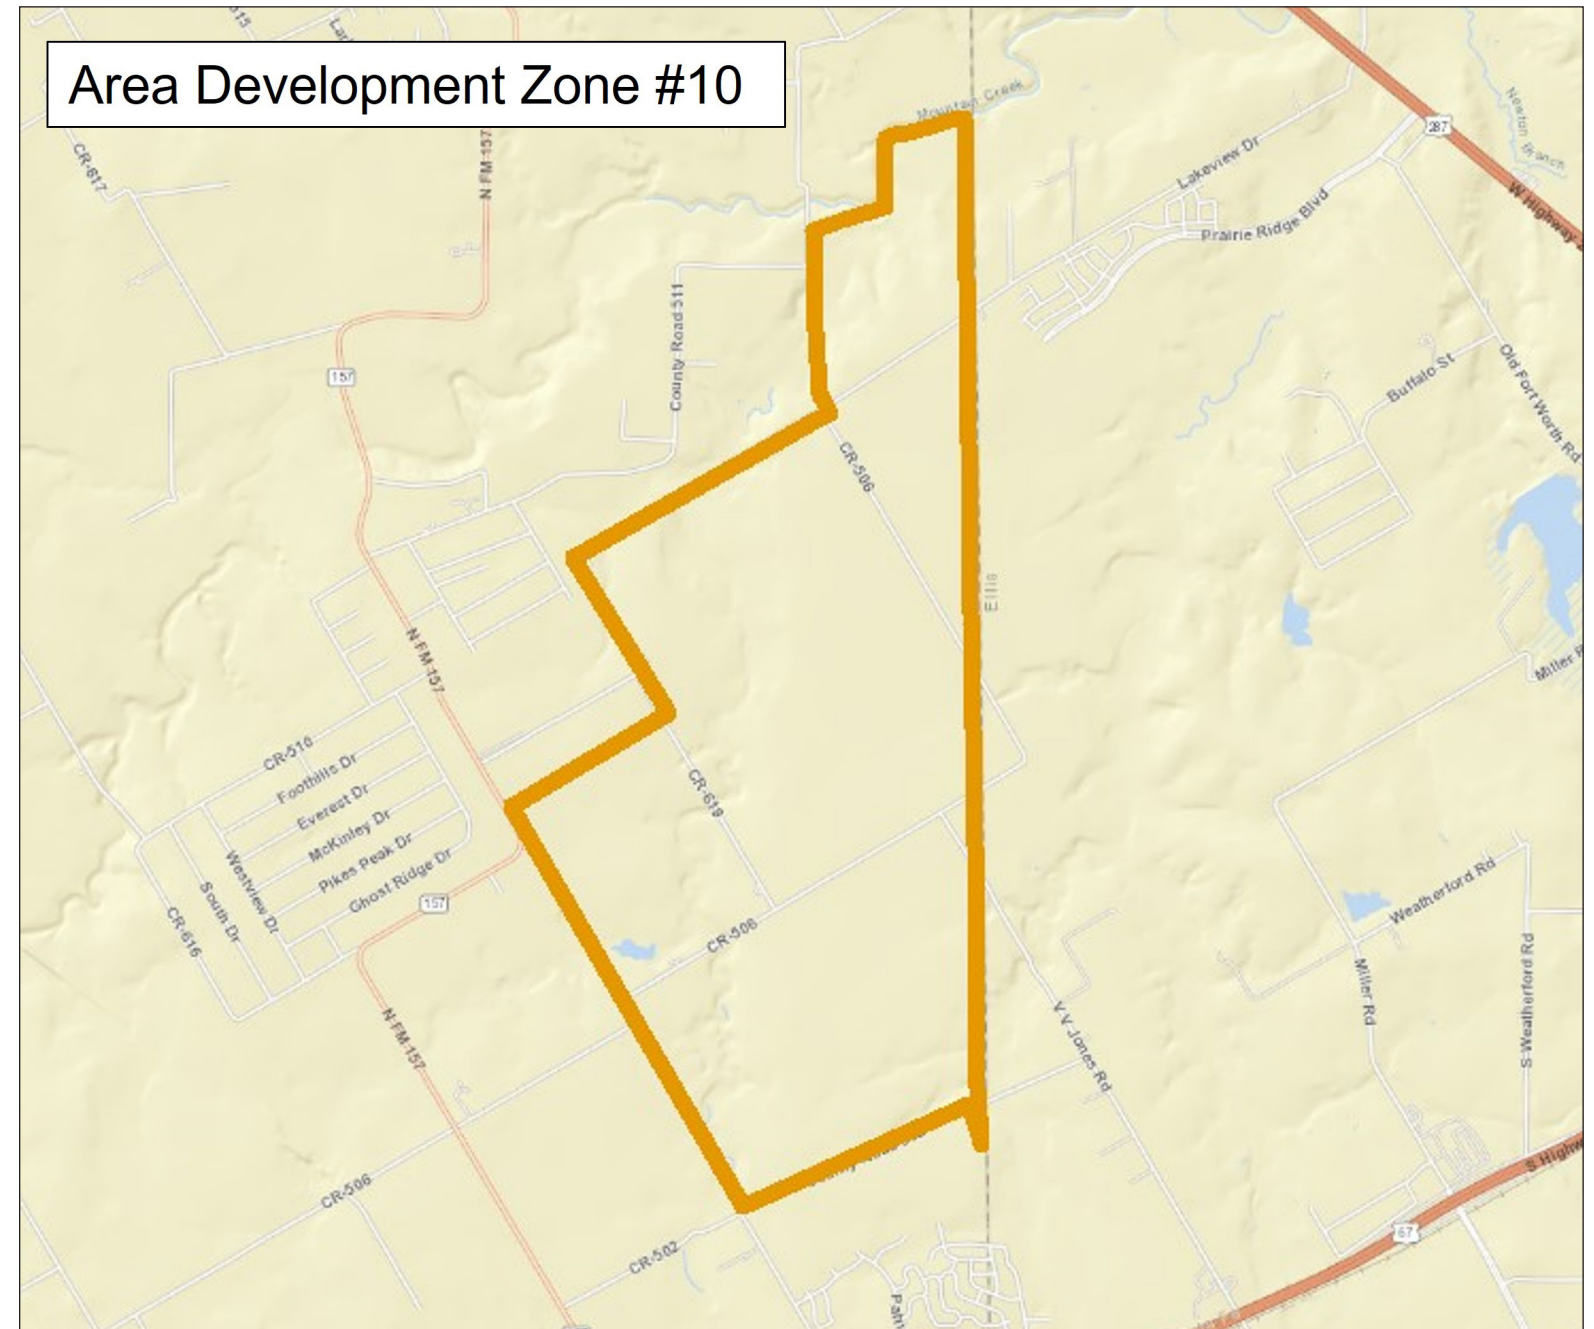 Area Development Zone #10
CR-617
N FM 157
Mountain Creek
287
Newton Branch
Lakeview Dr
Prairie Ridge Blvd
W Highway
County Road 511
157
Buffalo St
Old Fort Worth Rd
CR-506
Ellis
N FM 157
Miller R
CR-510
Foothills Dr
Everest Dr
McKinley Dr
Pikes Peak Dr
Ghost Ridge Dr
Westview Dr
South Dr
CR-616
157
CR-619
CR-506
Weatherford Rd
Miller Rd
S Weatherford Rd
V V Jones Rd
N FM 157
CR-506
CR-502
S Highw
67